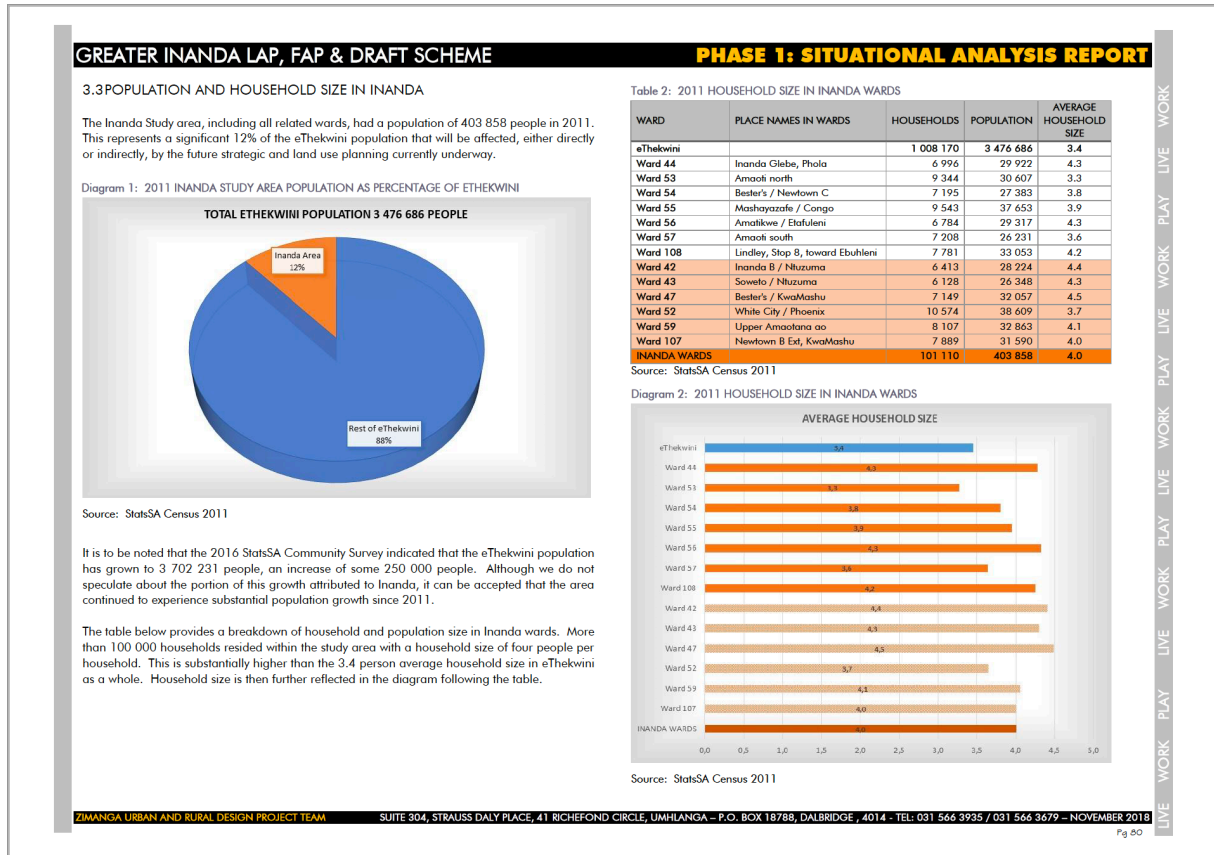 GREATER INANDA LAP, FAP & DRAFT SCHEME
PHASE 1: SITUATIONAL ANALYSIS REPORT
3.3POPULATION AND HOUSEHOLD SIZE IN INANDA
The Inanda Study area, including all related wards, had a population of 403 858 people in 2011.
This represents a significant 12% of the eThekwini population that will be affected, either directly
or indirectly, by the future strategic and land use planning currently underway.
Diagram 1: 2011 INANDA STUDY AREA POPULATION AS PERCENTAGE OF ETHEKWINI
TOTAL ETHEKWINI POPULATION 3 476 686 PEOPLE
Inanda Area
12%
Rest of eThekwini
88%
Source: StatsSA Census 2011
It is to be noted that the 2016 StatsSA Community Survey indicated that the eThekwini population
has grown to 3 702 231 people, an increase of some 250 000 people. Although we do not
speculate about the portion of this growth attributed to Inanda, it can be accepted that the area
continued to experience substantial population growth since 2011.
The table below provides a breakdown of household and population size in Inanda wards. More
than 100 000 households resided within the study area with a household size of four people per
household. This is substantially higher than the 3.4 person average household size in eThekwini
as a whole. Household size is then further reflected in the diagram following the table.
Table 2: 2011 HOUSEHOLD SIZE IN INANDA WARDS
WARD PLACE NAMES IN WARDS HOUSEHOLDS POPULATION AVERAGE HOUSEHOLD SIZE
eThekwini 1 008 170 3 476 686 3.4
Ward 44 Inanda Glebe, Phola 6 996 29 922 4.3
Ward 53 Amaoti north 9 344 30 607 3.3
Ward 54 Bester's / Newtown C 7 195 27 383 3.8
Ward 55 Mashayazafe / Congo 9 543 37 653 3.9
Ward 56 Amatikwe / Etafuleni 6 784 29 317 4.3
Ward 57 Amaoti south 7 208 26 231 3.6
Ward 108 Lindley, Stop 8, toward Ebuhleni 7 781 33 053 4.2
Ward 42 Inanda B / Ntuzuma 6 413 28 224 4.4
Ward 43 Soweto / Ntuzuma 6 128 26 348 4.3
Ward 47 Bester's / KwaMashu 7 149 32 057 4.5
Ward 52 White City / Phoenix 10 574 38 609 3.7
Ward 59 Upper Amaotana ao 8 107 32 863 4.1
Ward 107 Newtown B Ext, KwaMashu 7 889 31 590 4.0
INANDA WARDS 101 110 403 858 4.0
Source: StatsSA Census 2011
Diagram 2: 2011 HOUSEHOLD SIZE IN INANDA WARDS
AVERAGE HOUSEHOLD SIZE
eThekwini 3,4
Ward 44 4,3
Ward 53 3,3
Ward 54 3,8
Ward 55 3,9
Ward 56 4,3
Ward 57 3,6
Ward 108 4,2
Ward 42 4,4
Ward 43 4,3
Ward 47 4,5
Ward 52 3,7
Ward 59 4,1
Ward 107 4,0
INANDA WARDS 4,0
0,0 0,5 1,0 1,5 2,0 2,5 3,0 3,5 4,0 4,5 5,0
Source: StatsSA Census 2011
LIVE WORK PLAY LIVE WORK PLAY LIVE WORK PLAY LIVE WORK PLAY LIVE WORK
ZIMANGA URBAN AND RURAL DESIGN PROJECT TEAM
SUITE 304, STRAUSS DALY PLACE, 41 RICHEFOND CIRCLE, UMHLANGA – P.O. BOX 18788, DALBRIDGE , 4014 - TEL: 031 566 3935 / 031 566 3679 – NOVEMBER 2018
Pg 80